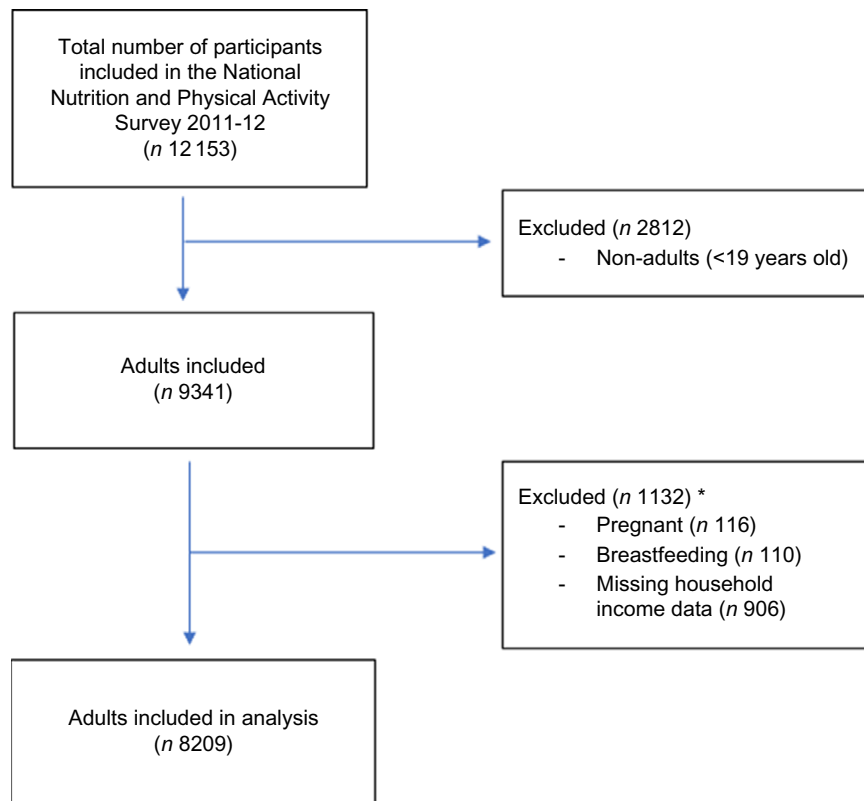 Total number of participants
included in the National
Nutrition and Physical Activity
Survey 2011-12
(n 12 153)
Excluded (n 2812)
- Non-adults (<19 years old)
Adults included
(n 9341)
Excluded (n 1132) *
- Pregnant (n 116)
- Breastfeeding (n 110)
- Missing household
income data (n 906)
Adults included in analysis
(n 8209)